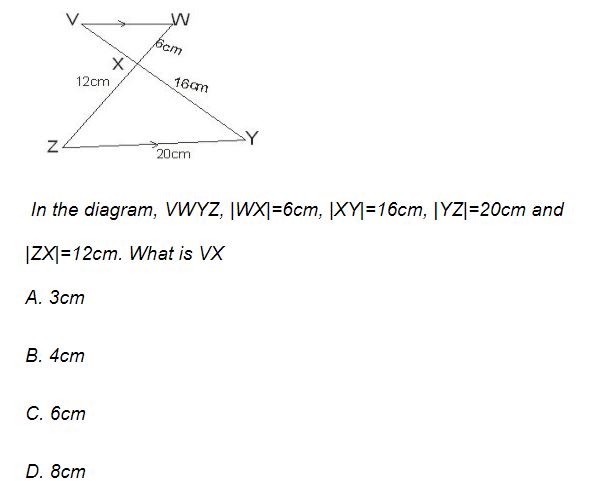 V W
6cm
X
12cm 16cm
Z Y
20cm
In the diagram, VWYZ, |WX|=6cm, |XY|=16cm, |YZ|=20cm and
|ZX|=12cm. What is VX
A. 3cm
B. 4cm
C. 6cm
D. 8cm